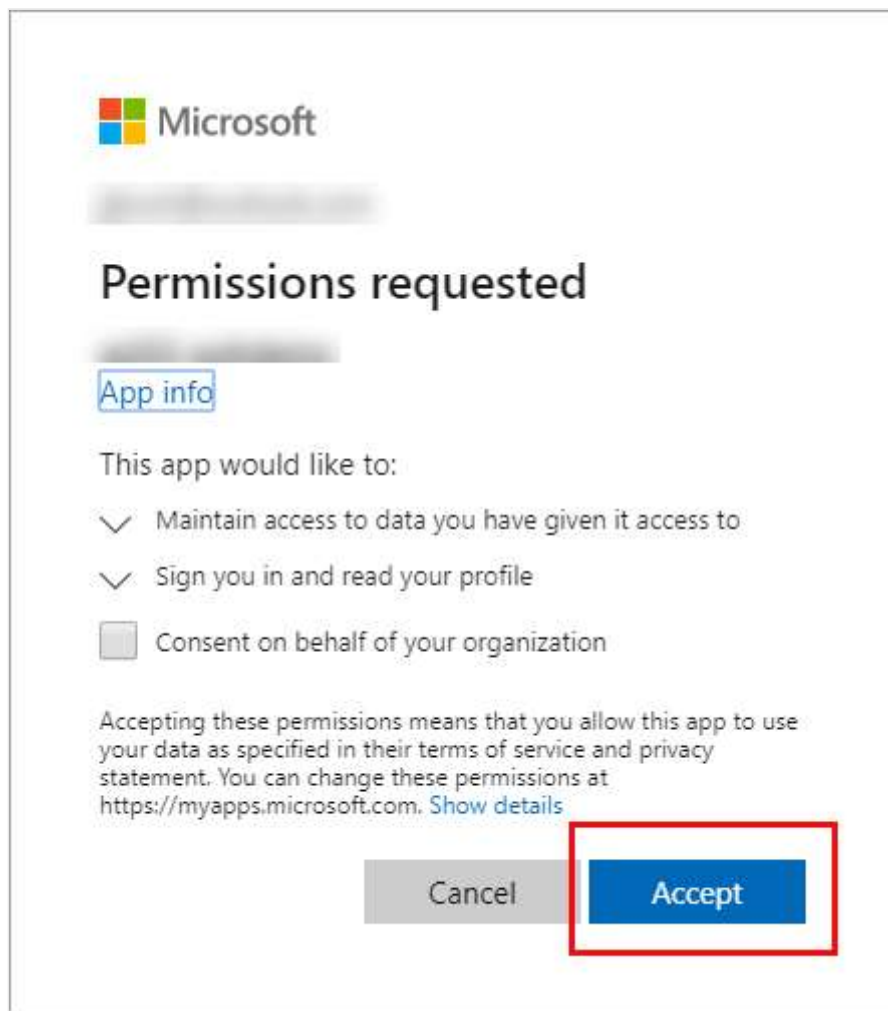 Microsoft
Permissions requested
App info
This app would like to:
Maintain access to data you have given it access to
Sign you in and read your profile
Consent on behalf of your organization
Accepting these permissions means that you allow this app to use
your data as specified in their terms of service and privacy
statement. You can change these permissions at
https://myapps.microsoft.com. Show details
Cancel
Accept